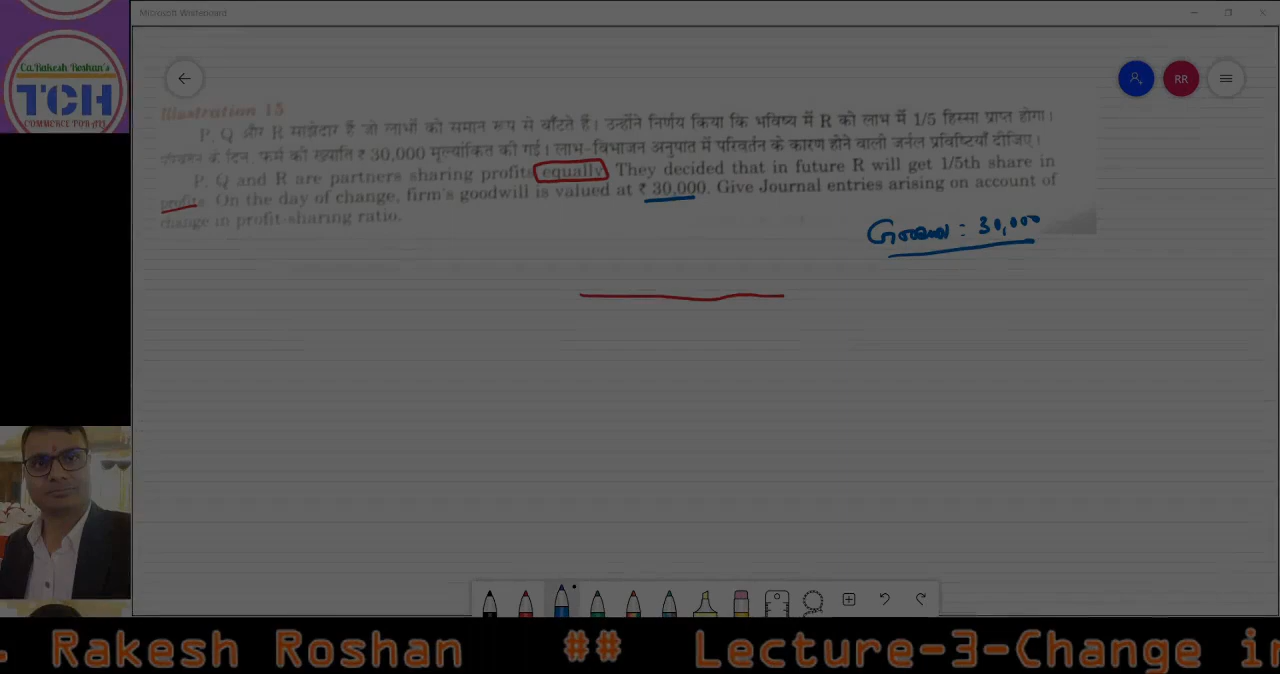 Microsoft Whiteboard
Ca.Rakesh Roshan's
TCH
COMMERCE FOR ALL
RR
Illustration 15
P, Q और R साझेदार हैं जो लाभों को समान रूप से बाँटते हैं। उन्होंने निर्णय किया कि भविष्य में R को लाभ में 1/5 हिस्सा प्राप्त होगा।
परिवर्तन के दिन, फर्म की ख्याति ₹ 30,000 मूल्यांकित की गई। लाभ-विभाजन अनुपात में परिवर्तन के कारण होने वाली जर्नल प्रविष्टियाँ दीजिए।
P, Q and R are partners sharing profits equally. They decided that in future R will get 1/5th share in
profits. On the day of change, firm's goodwill is valued at ₹ 30,000. Give Journal entries arising on account of
change in profit-sharing ratio.
: 30,000
Rakesh Roshan ## Lecture-3-Change in